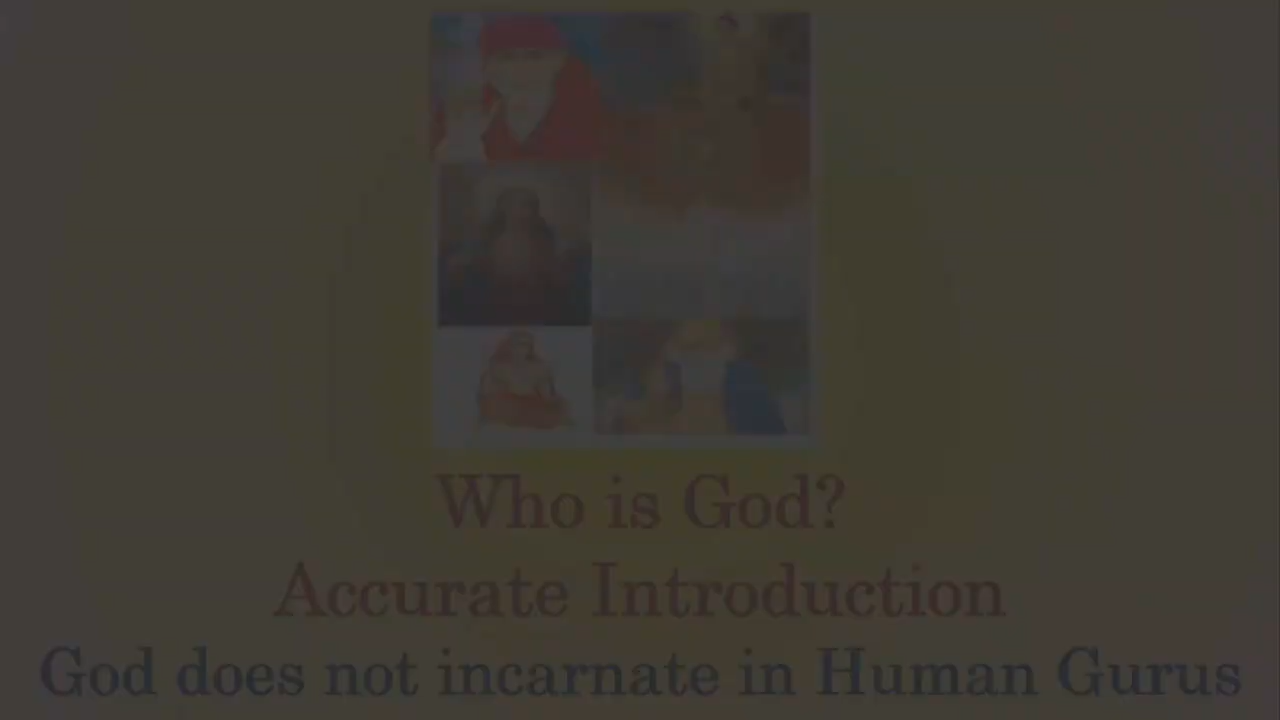 Who is God?
Accurate Introduction
God does not incarnate in Human Gurus